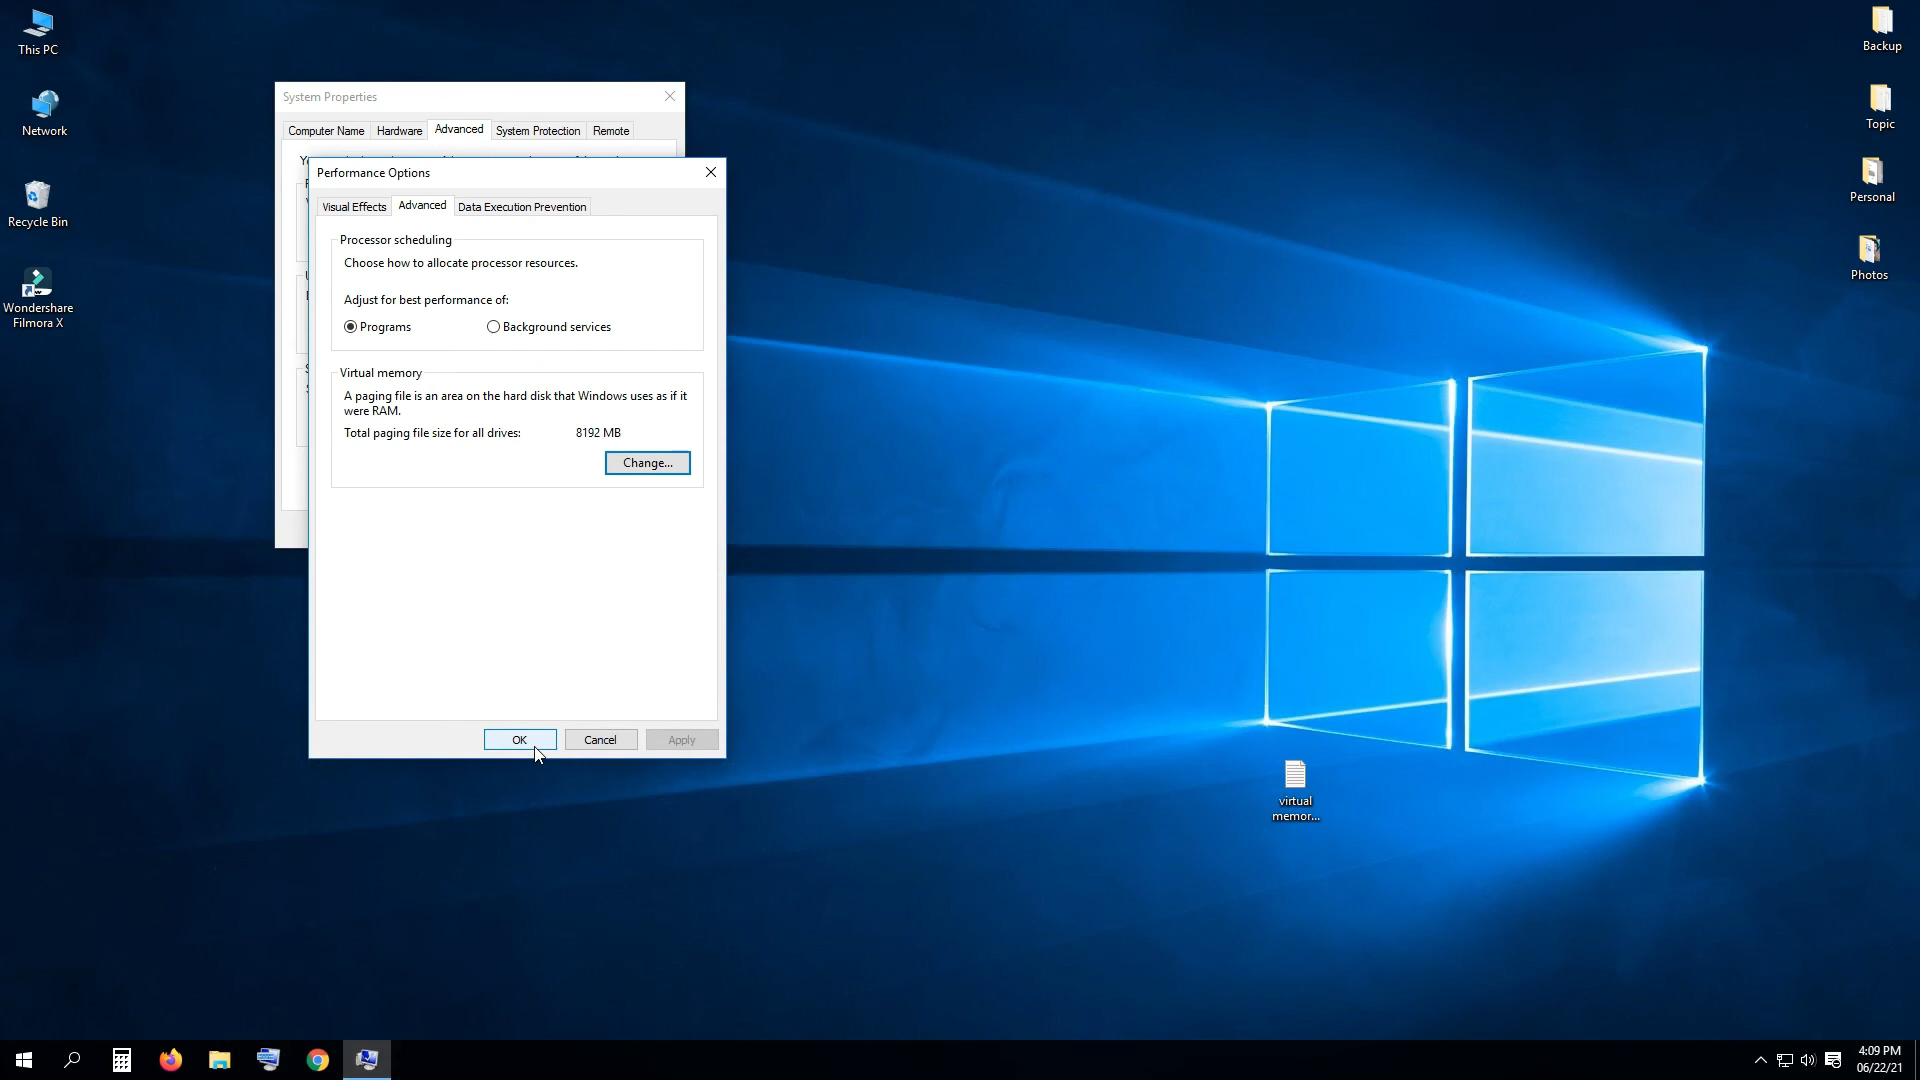 This PC
Network
Recycle Bin
Wondershare
Filmora X
Backup
Topic
Personal
Photos
System Properties
Computer Name
Hardware
Advanced
System Protection
Remote
Performance Options
Visual Effects
Advanced
Data Execution Prevention
Processor scheduling
Choose how to allocate processor resources.
Adjust for best performance of:
Programs
Background services
Virtual memory
A paging file is an area on the hard disk that Windows uses as if it
were RAM.
Total paging file size for all drives: 8192 MB
Change...
OK
Cancel
Apply
virtual
memor...
4:09 PM
06/22/21